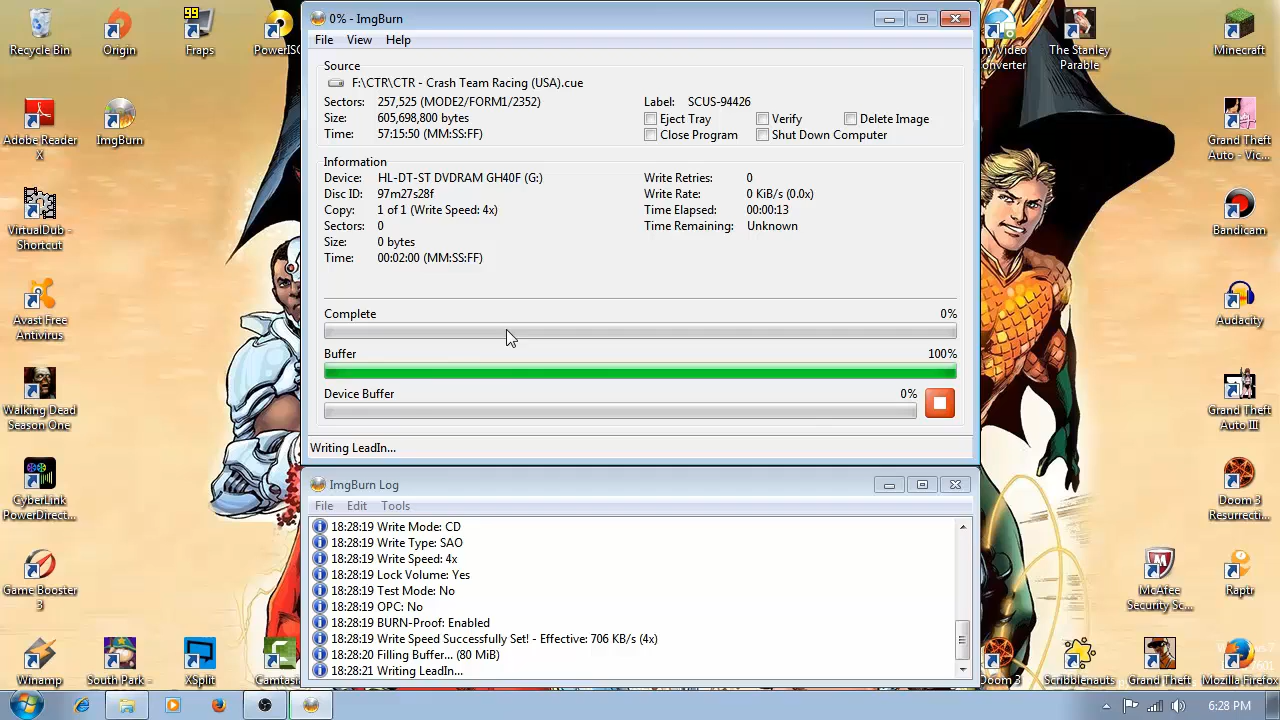 0% - ImgBurn
File View Help
Source
F:\CTR\CTR - Crash Team Racing (USA).cue
Sectors: 257,525 (MODE2/FORM1/2352)
Label: SCUS-94426
Size: bytes
Eject Tray Verify Delete Image
Time: 57:15:50 (MM:SS:FF)
Close Program Shut Down Computer
Information
Device: HL-DT-ST DVDRAM (G:)
Write Retries: 0
Disc ID: 97m27s28f
Write Rate: 0 KiB/s (0.0x)
Copy: 1 of 1 (Write Speed: 4x)
Time Elapsed: 00:00:13
Sectors: 0
Time Remaining: Unknown
Size: 0 bytes
Time: 00:02:00 (MM:SS:FF)
Complete 0%
Buffer 100%
Device Buffer 0%
Writing LeadIn...
ImgBurn Log
File Edit Tools
18:28:19 Write Mode: CD
18:28:19 Write Type: SAO
18:28:19 Write Speed: 4x
18:28:19 Lock Volume: Yes
18:28:19 Test Mode: No
18:28:19 OPC: No
18:28:19 BURN-Proof: Enabled
18:28:19 Write Speed Successfully Set! - Effective: 706 KB/s (4x)
18:28:20 Filling Buffer... (80 MiB)
18:28:21 Writing LeadIn...
Recycle Bin
Origin
99
Fraps
PowerISO
Adobe Reader
X
ImgBurn
VirtualDub -
Shortcut
Avast Free
Antivirus
Walking Dead
Season One
CyberLink
PowerDirect...
Game Booster
3
Winamp
South Park -
XSplit
Camtas
ny Video
onverter
The Stanley
Parable
Minecraft
Grand Theft
Auto - Vic...
Bandicam
Audacity
Grand Theft
Auto III
Doom 3
Resurrecti...
McAfee
Security Sc...
Raptr
Doom 3
Scribblenauts
Grand Theft
Mozilla Firefox
6:28 PM